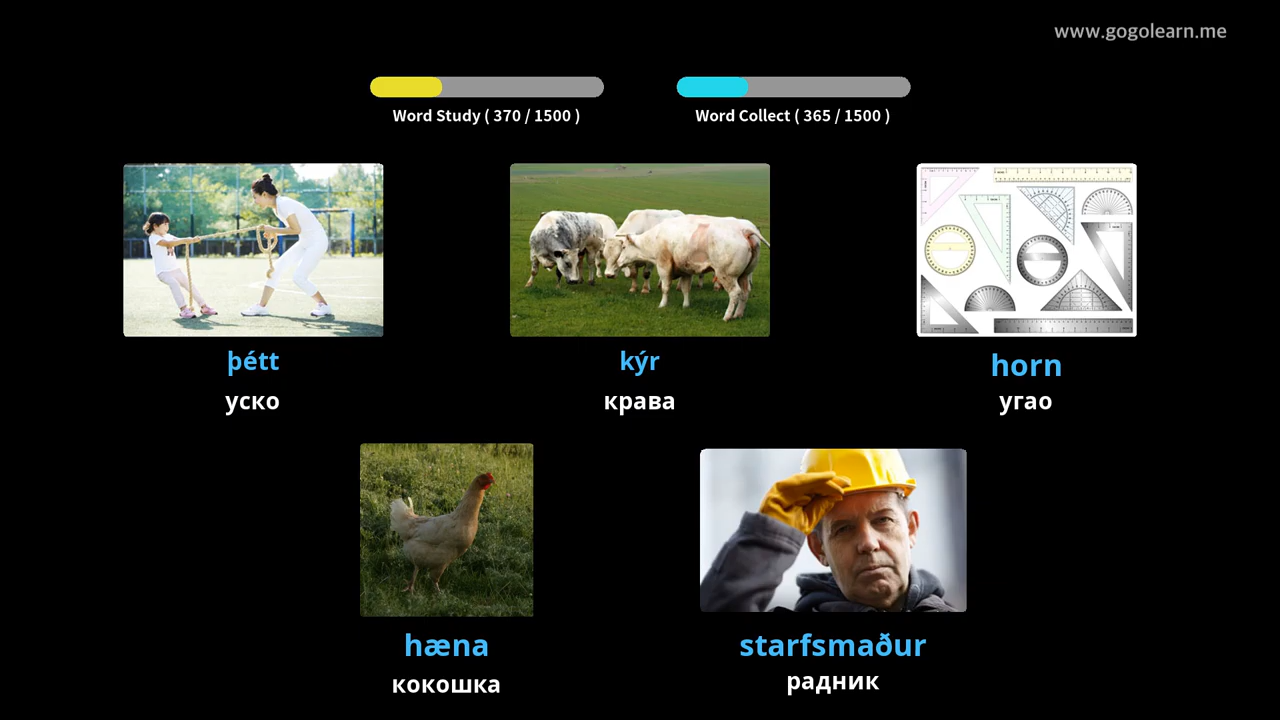 www.gogolearn.me
Word Study ( 370 / 1500 )
Word Collect ( 365 / 1500 )
þétt
уско
kýr
крава
horn
угао
hæna
кокошка
starfsmaður
радник